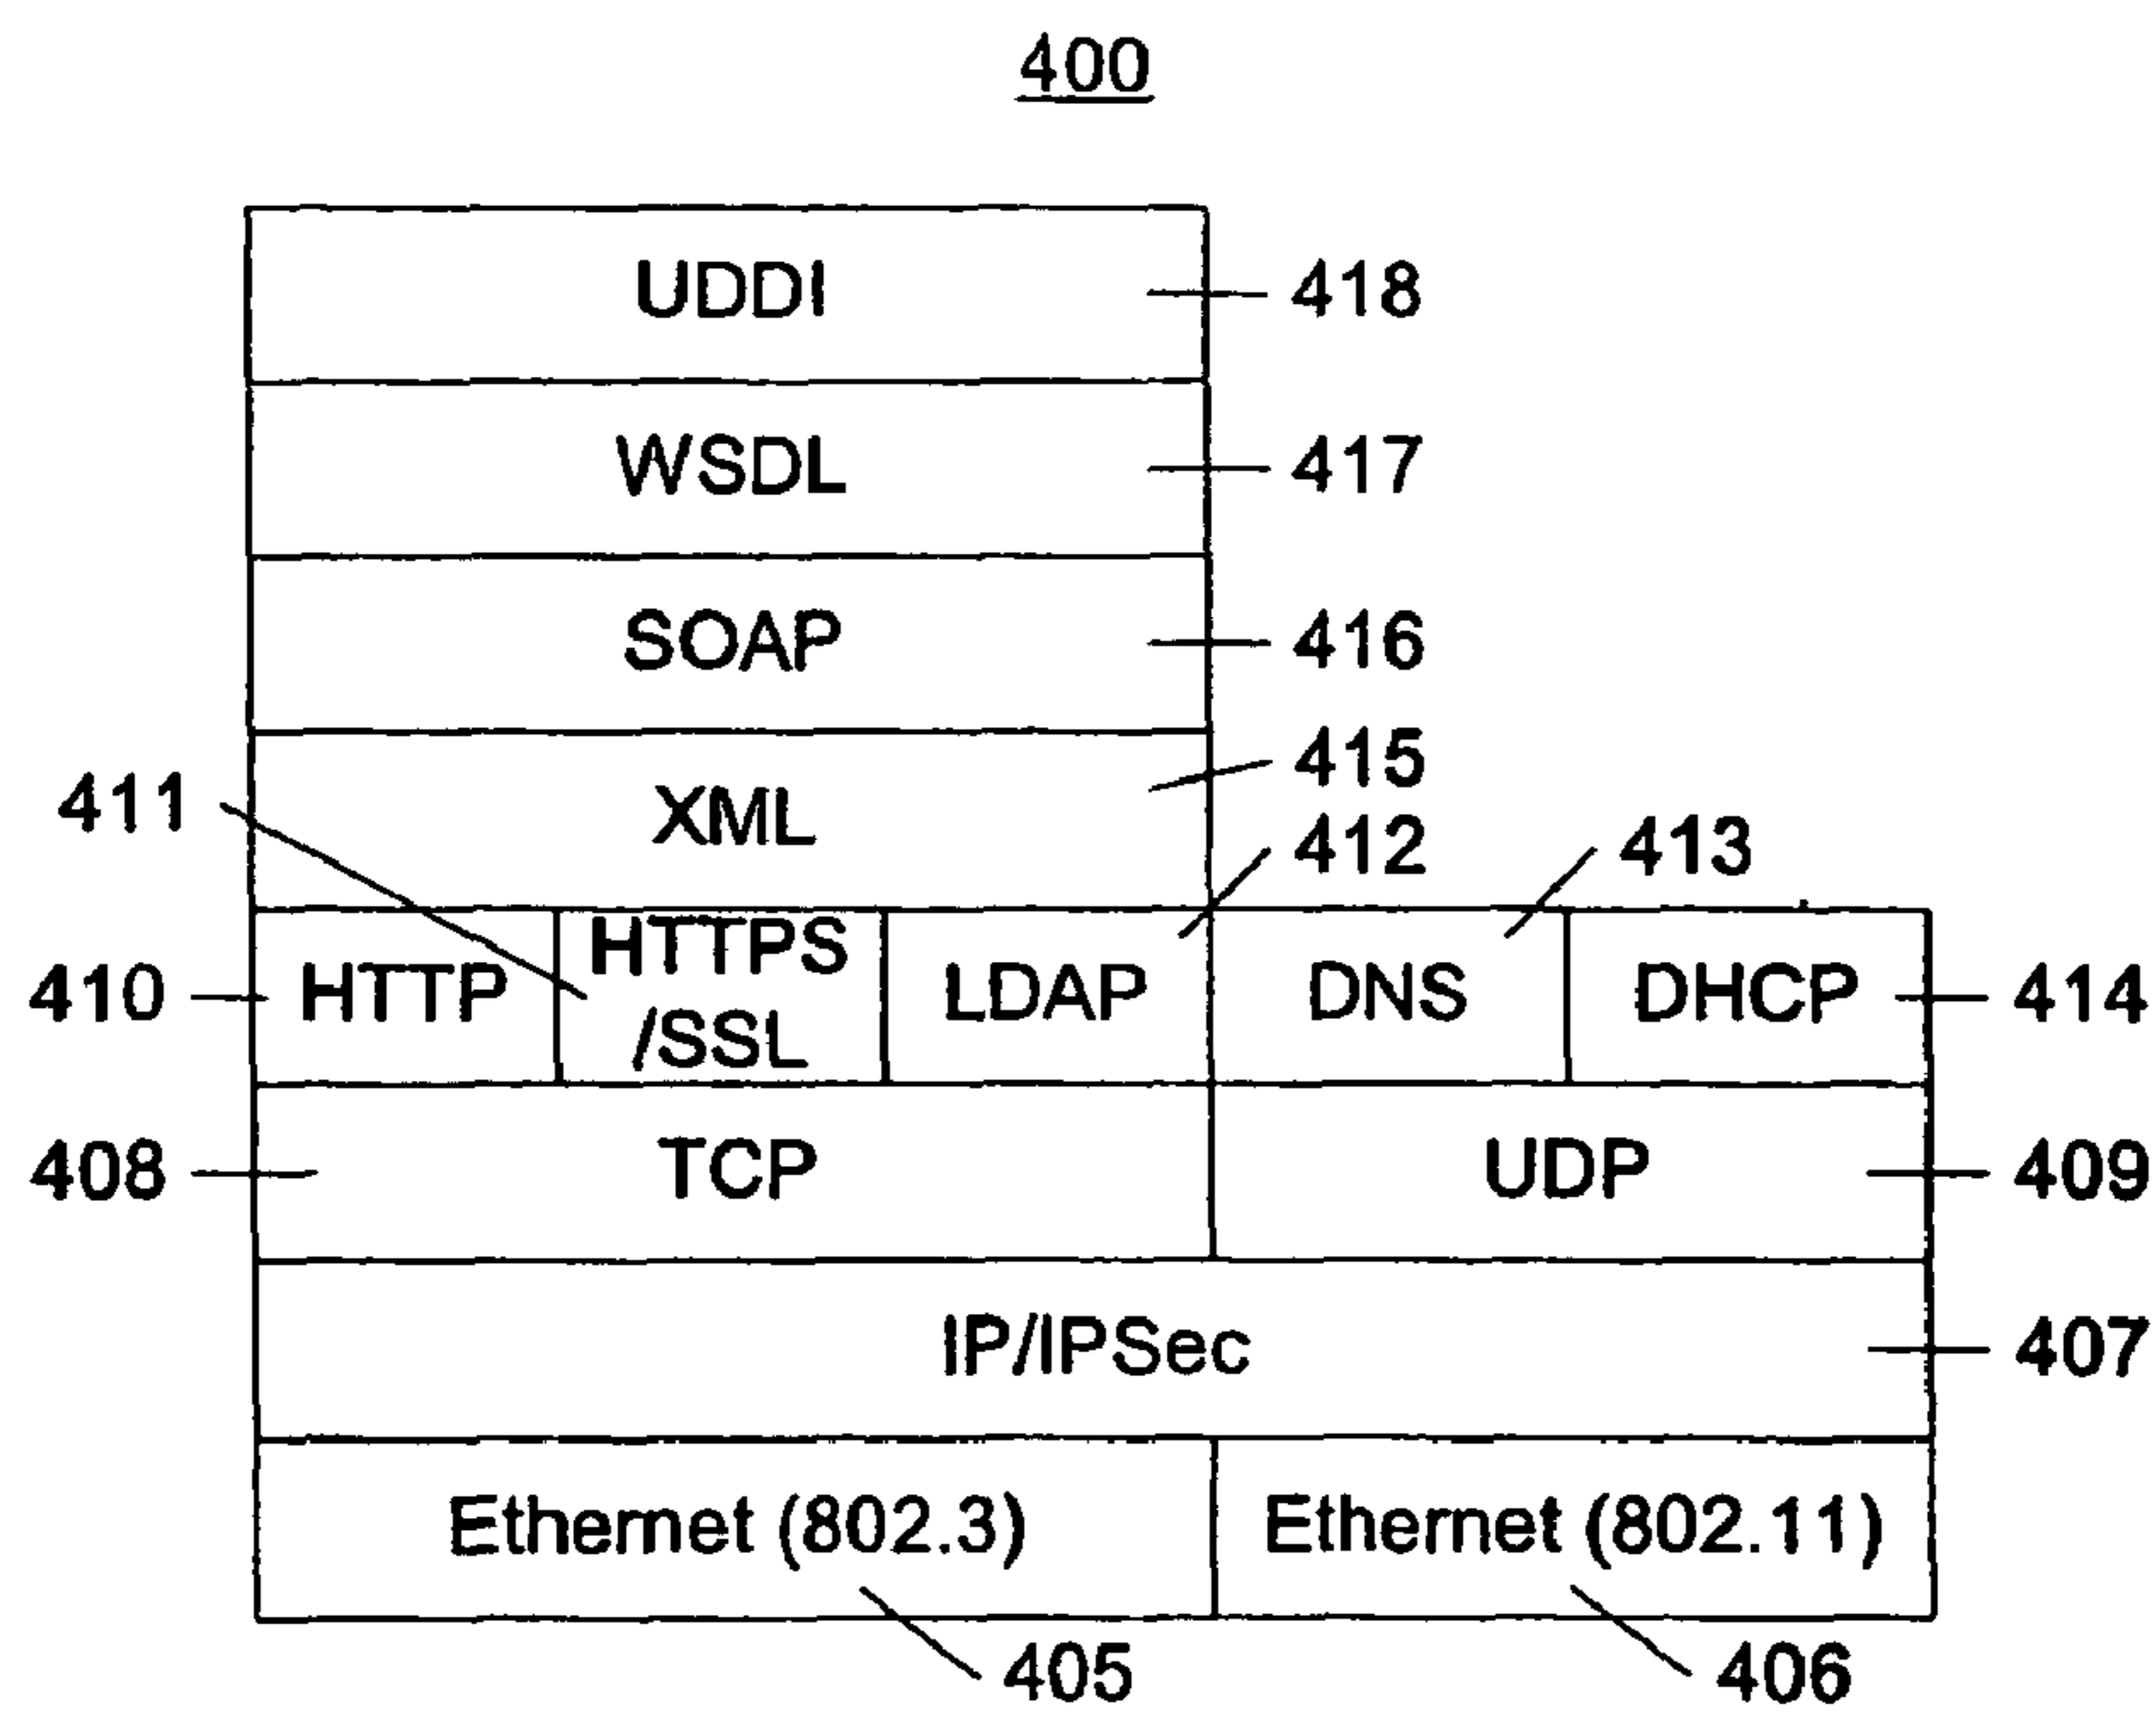 400
UDDI
418
WSDL
417
SOAP
416
XML
415
411
412
413
410
HTTP
HTTPS
/SSL
LDAP
DNS
DHCP
414
408
TCP
UDP
409
IP/IPSec
407
Ethernet (802.3)
Ethernet (802.11)
405
406